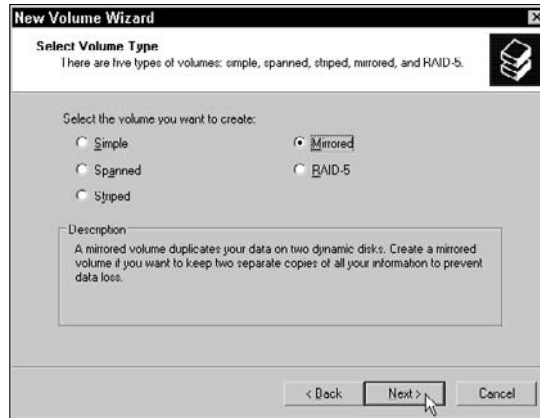 New Volume Wizard
Select Volume Type
There are five types of volumes: simple, spanned, striped, mirrored, and RAID-5.
Select the volume you want to create:
Simple
Mirrored
Spanned
RAID-5
Striped
Description
A mirrored volume duplicates your data on two dynamic disks. Create a mirrored
volume if you want to keep two separate copies of all your information to prevent
data loss.
< Back
Next >
Cancel